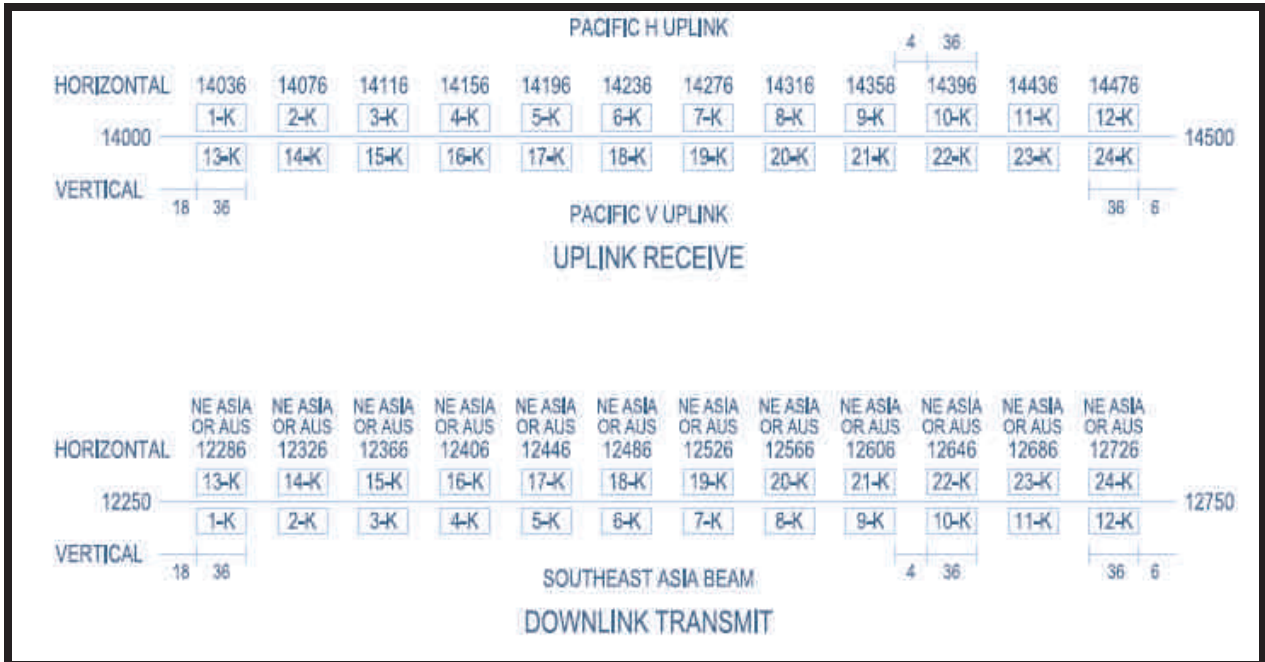 PACIFIC H UPLINK
4 36
HORIZONTAL 14036 14076 14116 14156 14196 14236 14276 14316 14356 14396 14436 14476
1-K 2-K 3-K 4-K 5-K 6-K 7-K 8-K 9-K 10-K 11-K 12-K
14000 14500
13-K 14-K 15-K 16-K 17-K 18-K 19-K 20-K 21-K 22-K 23-K 24-K
VERTICAL
18 36 36 6
PACIFIC V UPLINK
UPLINK RECEIVE
NE ASIA NE ASIA NE ASIA NE ASIA NE ASIA NE ASIA NE ASIA NE ASIA NE ASIA NE ASIA NE ASIA NE ASIA
OR AUS OR AUS OR AUS OR AUS OR AUS OR AUS OR AUS OR AUS OR AUS OR AUS OR AUS OR AUS
HORIZONTAL 12286 12326 12366 12406 12446 12486 12526 12566 12606 12646 12686 12726
13-K 14-K 15-K 16-K 17-K 18-K 19-K 20-K 21-K 22-K 23-K 24-K
12250 12750
1-K 2-K 3-K 4-K 5-K 6-K 7-K 8-K 9-K 10-K 11-K 12-K
VERTICAL
18 36 4 36 36 6
SOUTHEAST ASIA BEAM
DOWNLINK TRANSMIT